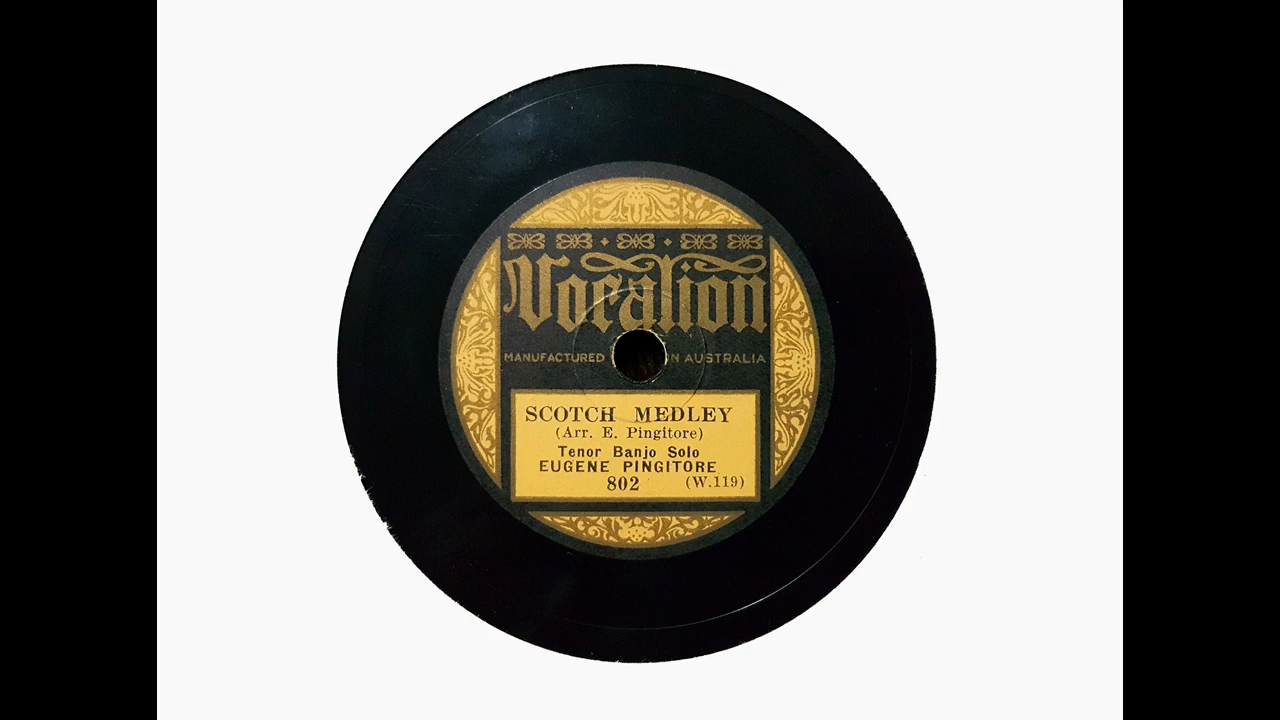 Vocalion
MANUFACTURED IN AUSTRALIA
SCOTCH MEDLEY
(Arr. E. Pingitore)
Tenor Banjo Solo
EUGENE PINGITORE
802 (W.119)